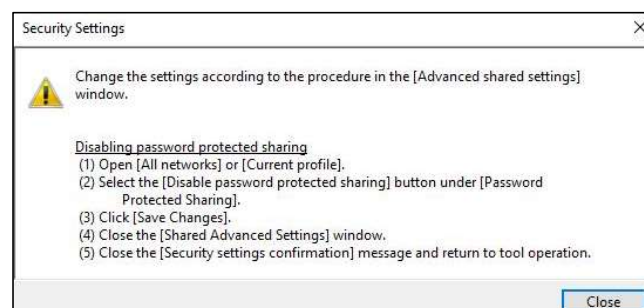 Security Settings
Change the settings according to the procedure in the [Advanced shared settings]
window.
Disabling password protected sharing
(1) Open [All networks] or [Current profile].
(2) Select the [Disable password protected sharing] button under [Password
Protected Sharing].
(3) Click [Save Changes].
(4) Close the [Shared Advanced Settings] window.
(5) Close the [Security settings confirmation] message and return to tool operation.
Close